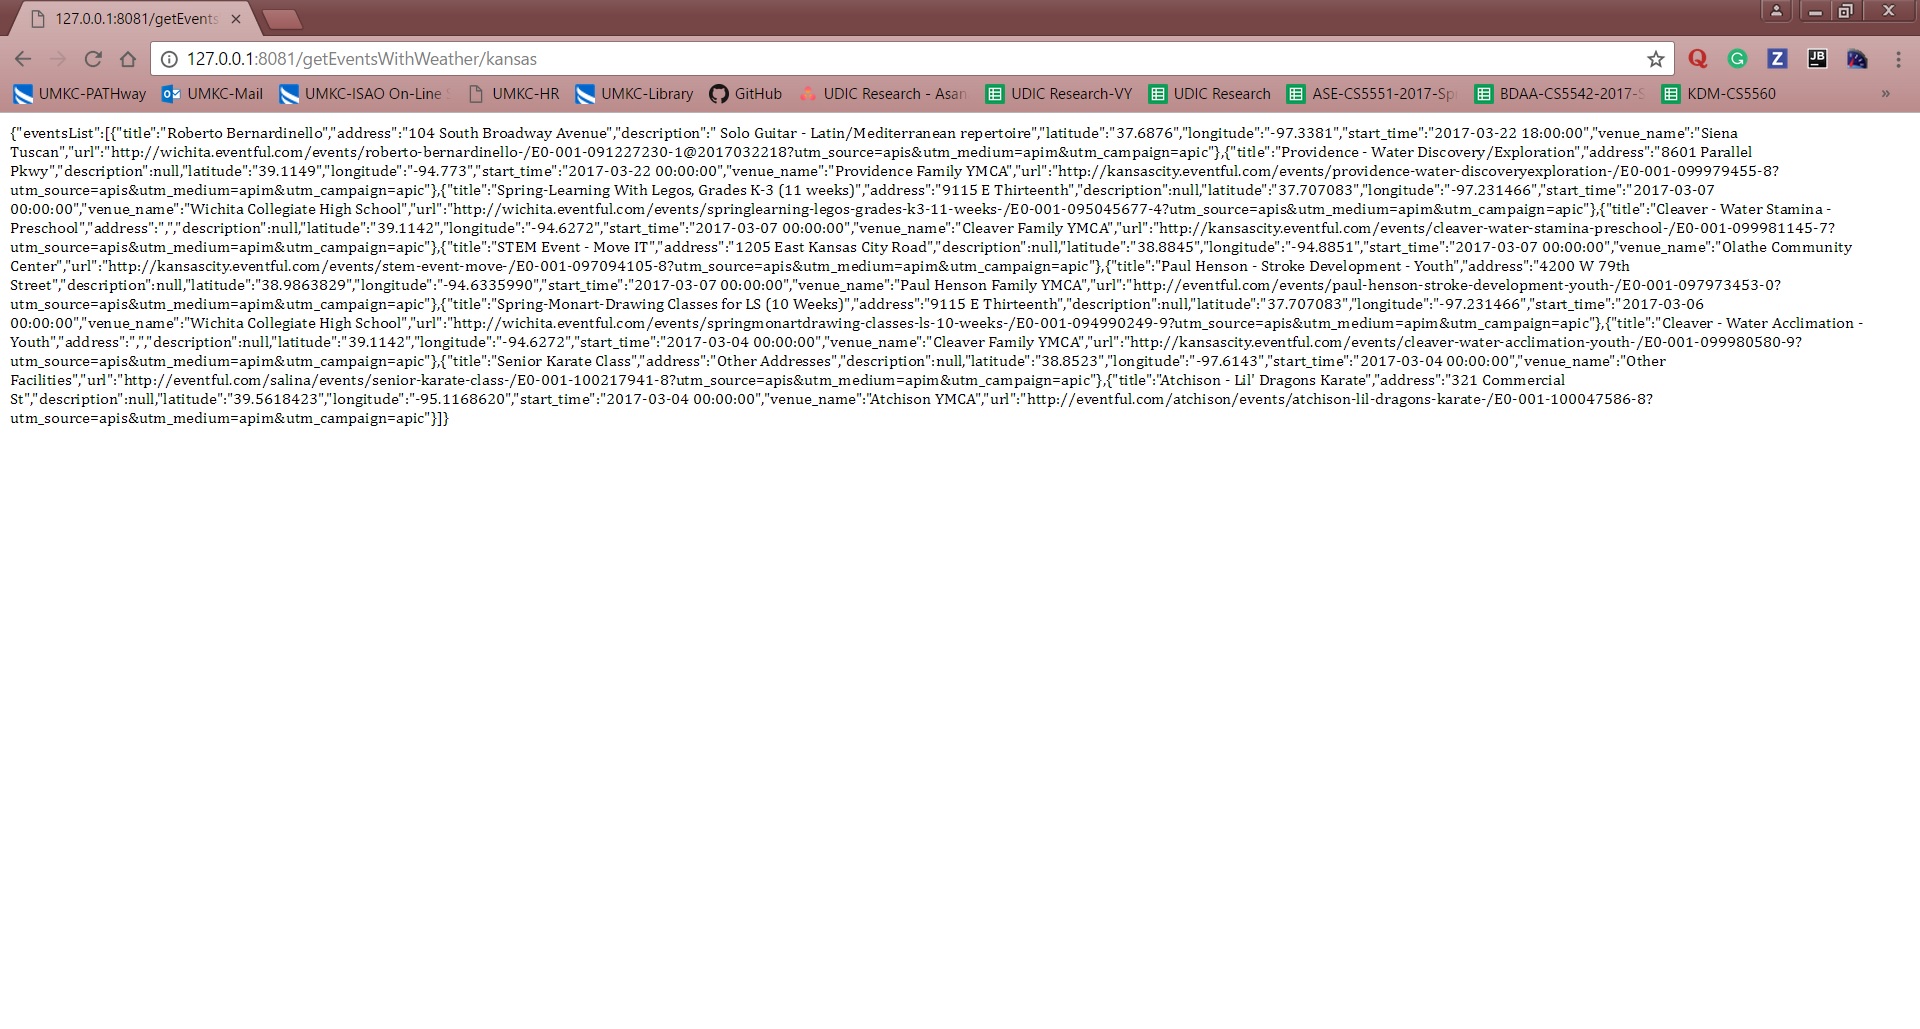 127.0.0.1:8081/getEvents
127.0.0.1:8081/getEventsWithWeather/kansas
UMKC-PATHway UMKC-Mail UMKC-ISAO On-Line UMKC-HR UMKC-Library GitHub UDIC Research - Asan UDIC Research-VY UDIC Research ASE-CS5551-2017-Sp BDAA-CS5542-2017-S KDM-CS5560 »
{"eventsList":[{"title":"Roberto Bernardinello","address":"104 South Broadway Avenue","description":" Solo Guitar - Latin/Mediterranean repertoire","latitude":"37.6876","longitude":"-97.3381","start_time":"2017-03-22 18:00:00","venue_name":"Siena
Tuscan","url":"http://wichita.eventful.com/events/roberto-bernardinello-/E0-001-091227230-1@2017032218?utm_source=apis&utm_medium=apim&utm_campaign=apic"},{"title":"Providence - Water Discovery/Exploration","address":"8601 Parallel
Pkwy","description":null,"latitude":"39.1149","longitude":"-94.773","start_time":"2017-03-22 00:00:00","venue_name":"Providence Family YMCA","url":"http://kansascity.eventful.com/events/providence-water-discoveryexploration-/E0-001-099979455-8?
utm_source=apis&utm_medium=apim&utm_campaign=apic"},{"title":"Spring-Learning With Legos, Grades K-3 (11 weeks)","address":"9115 E Thirteenth","description":null,"latitude":"37.707083","longitude":"-97.231466","start_time":"2017-03-07
00:00:00","venue_name":"Wichita Collegiate High School","url":"http://wichita.eventful.com/events/springlearning-legos-grades-k3-11-weeks-/E0-001-095045677-4?utm_source=apis&utm_medium=apim&utm_campaign=apic"},{"title":"Cleaver - Water Stamina -
Preschool","address":",","description":null,"latitude":"39.1142","longitude":"-94.6272","start_time":"2017-03-07 00:00:00","venue_name":"Cleaver Family YMCA","url":"http://kansascity.eventful.com/events/cleaver-water-stamina-preschool-/E0-001-099981145-7?
utm_source=apis&utm_medium=apim&utm_campaign=apic"},{"title":"STEM Event - Move IT","address":"1205 East Kansas City Road","description":null,"latitude":"38.8845","longitude":"-94.8851","start_time":"2017-03-07 00:00:00","venue_name":"Olathe Community
Center","url":"http://kansascity.eventful.com/events/stem-event-move-/E0-001-097094105-8?utm_source=apis&utm_medium=apim&utm_campaign=apic"},{"title":"Paul Henson - Stroke Development - Youth","address":"4200 W 79th
Street","description":null,"latitude":"38.9863829","longitude":"-94.6335990","start_time":"2017-03-07 00:00:00","venue_name":"Paul Henson Family YMCA","url":"http://eventful.com/events/paul-henson-stroke-development-youth-/E0-001-097973453-0?
utm_source=apis&utm_medium=apim&utm_campaign=apic"},{"title":"Spring-Monart-Drawing Classes for LS (10 Weeks)","address":"9115 E Thirteenth","description":null,"latitude":"37.707083","longitude":"-97.231466","start_time":"2017-03-06
00:00:00","venue_name":"Wichita Collegiate High School","url":"http://wichita.eventful.com/events/springmonartdrawing-classes-ls-10-weeks-/E0-001-094990249-9?utm_source=apis&utm_medium=apim&utm_campaign=apic"},{"title":"Cleaver - Water Acclimation -
Youth","address":",","description":null,"latitude":"39.1142","longitude":"-94.6272","start_time":"2017-03-04 00:00:00","venue_name":"Cleaver Family YMCA","url":"http://kansascity.eventful.com/events/cleaver-water-acclimation-youth-/E0-001-099980580-9?
utm_source=apis&utm_medium=apim&utm_campaign=apic"},{"title":"Senior Karate Class","address":"Other Addresses","description":null,"latitude":"38.8523","longitude":"-97.6143","start_time":"2017-03-04 00:00:00","venue_name":"Other
Facilities","url":"http://eventful.com/salina/events/senior-karate-class-/E0-001-100217941-8?utm_source=apis&utm_medium=apim&utm_campaign=apic"},{"title":"Atchison - Lil' Dragons Karate","address":"321 Commercial
St","description":null,"latitude":"39.5618423","longitude":"-95.1168620","start_time":"2017-03-04 00:00:00","venue_name":"Atchison YMCA","url":"http://eventful.com/atchison/events/atchison-lil-dragons-karate-/E0-001-100047586-8?
utm_source=apis&utm_medium=apim&utm_campaign=apic"}]}